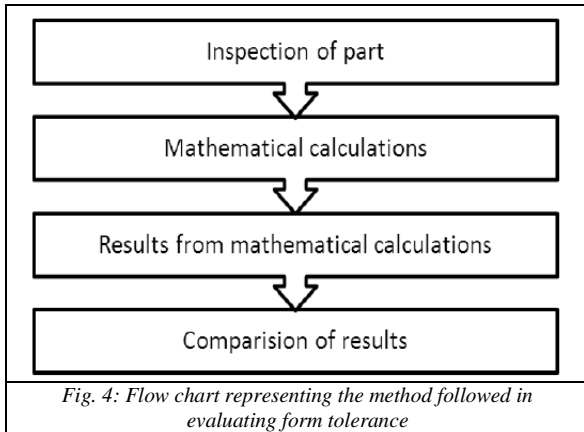 Inspection of part
Mathematical calculations
Results from mathematical calculations
Comparision of results
Fig. 4: Flow chart representing the method followed in
evaluating form tolerance